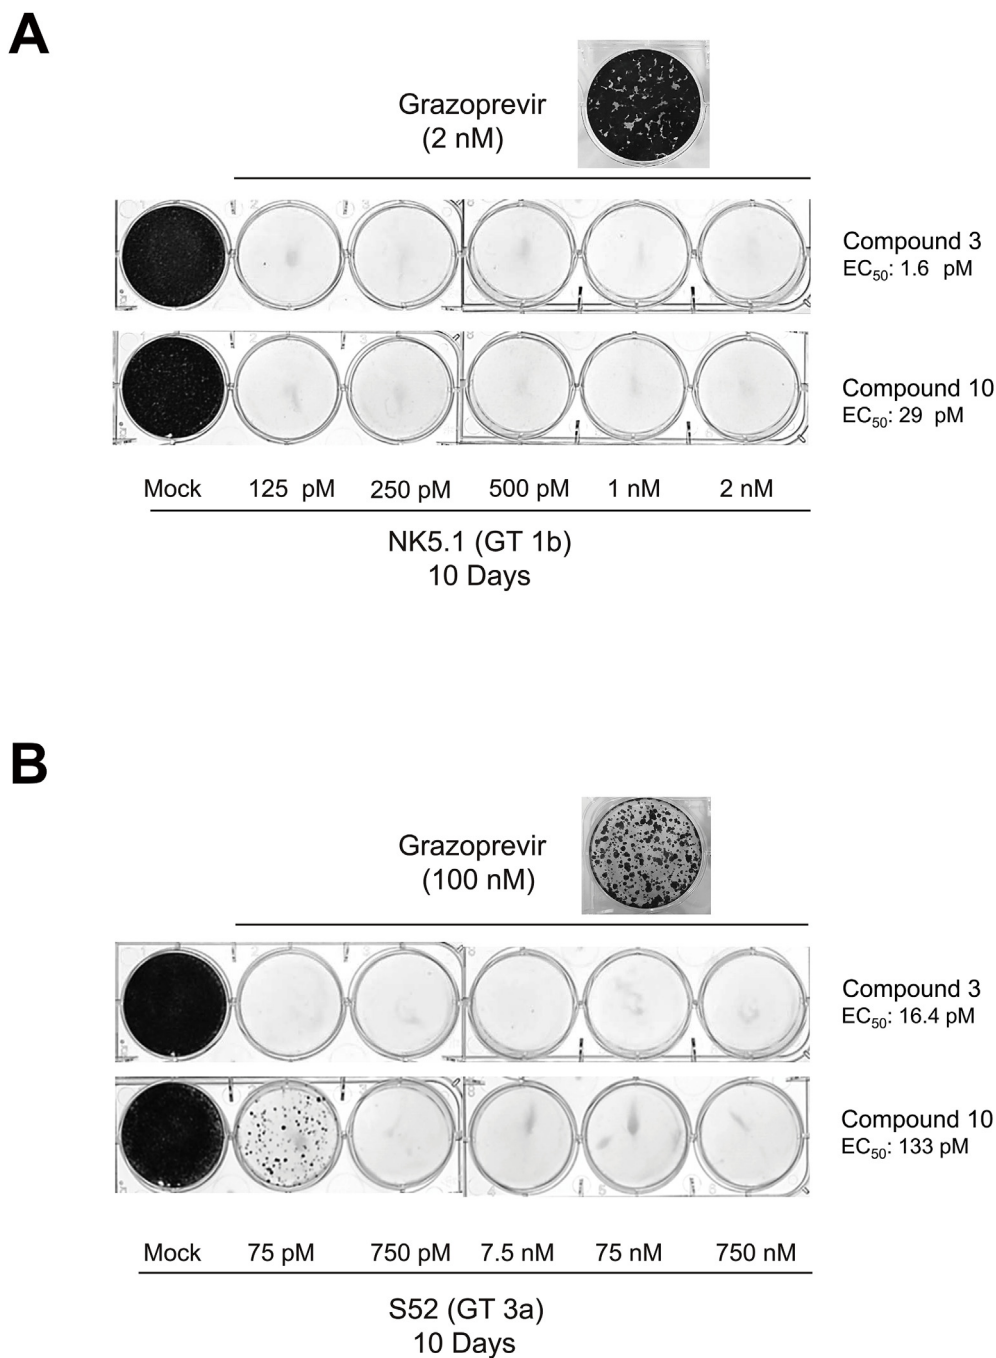 A
Grazoprevir
(2 nM)
Compound 3
EC50: 1.6 pM
Compound 10
EC50: 29 pM
Mock 125 pM 250 pM 500 pM 1 nM 2 nM
NK5.1 (GT 1b)
10 Days
B
Grazoprevir
(100 nM)
Compound 3
EC50: 16.4 pM
Compound 10
EC50: 133 pM
Mock 75 pM 750 pM 7.5 nM 75 nM 750 nM
S52 (GT 3a)
10 Days